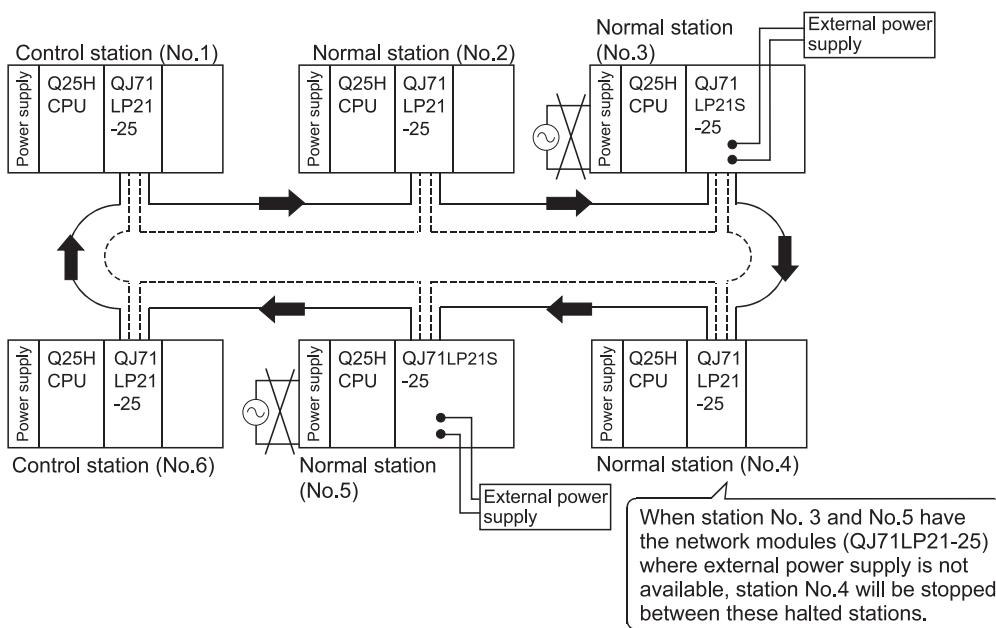 Control station (No.1)
Power supply
Q25H
CPU
QJ71
LP21
-25
Normal station (No.2)
Power supply
Q25H
CPU
QJ71
LP21
-25
Normal station
(No.3)
Power supply
Q25H
CPU
QJ71
LP21S
-25
External power
supply
Power supply
Q25H
CPU
QJ71
LP21
-25
Control station (No.6)
Power supply
Q25H
CPU
QJ71LP21S
-25
Normal station
(No.5)
External power
supply
Power supply
Q25H
CPU
QJ71
LP21
-25
Normal station (No.4)
When station No. 3 and No.5 have
the network modules (QJ71LP21-25)
where external power supply is not
available, station No.4 will be stopped
between these halted stations.